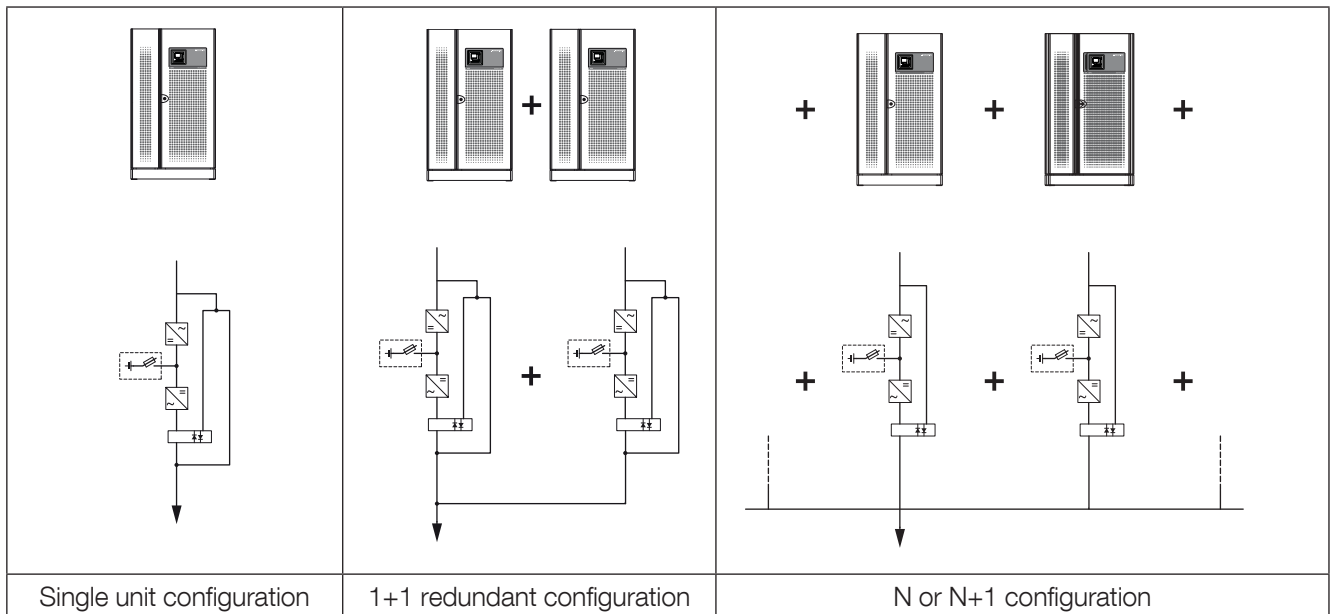 +
+
+
+
+
+
+
+
Single unit configuration
1+1 redundant configuration
N or N+1 configuration